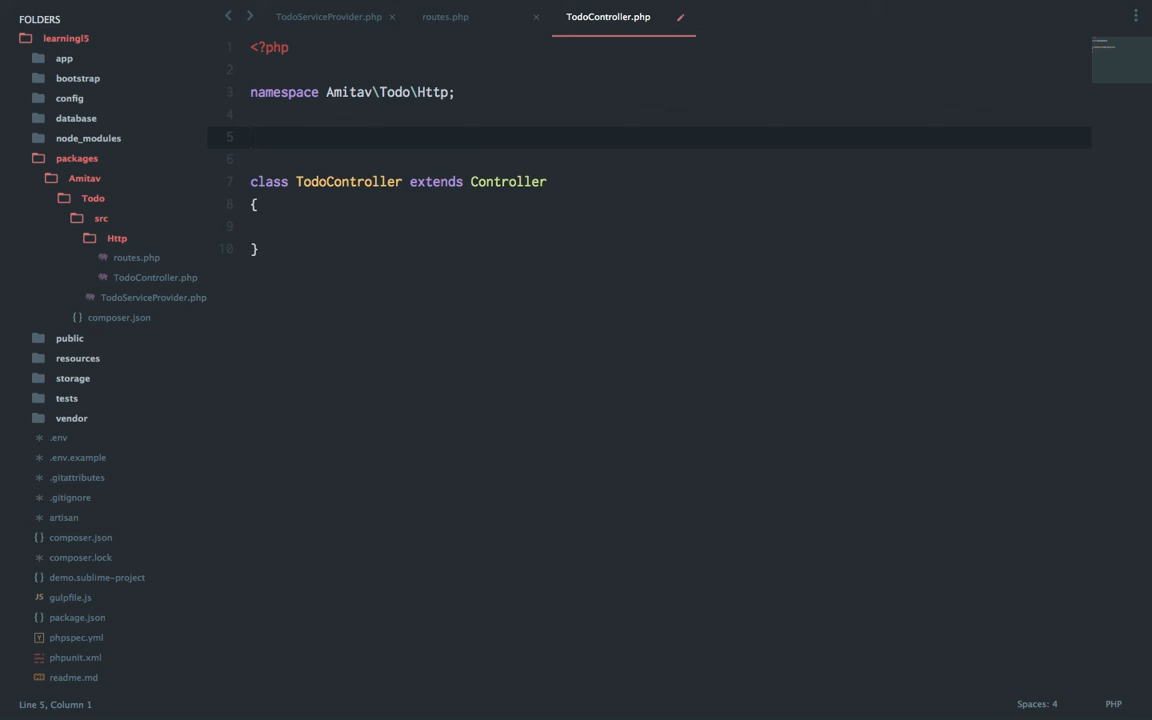 FOLDERS
learningl5
app
bootstrap
config
database
node_modules
packages
Amitav
Todo
src
Http
routes.php
TodoController.php
TodoServiceProvider.php
{} composer.json
public
resources
storage
tests
vendor
* .env
* .env.example
* .gitattributes
* .gitignore
* artisan
{} composer.json
* composer.lock
{} demo.sublime-project
JS gulpfile.js
{} package.json
Y phpspec.yml
phpunit.xml
readme.md
TodoServiceProvider.php × routes.php × TodoController.php
1 <?php
2
3 namespace Amitav\Todo\Http;
4
5
6
7 class TodoController extends Controller
8 {
9
10 }
Line 5, Column 1 Spaces: 4 PHP